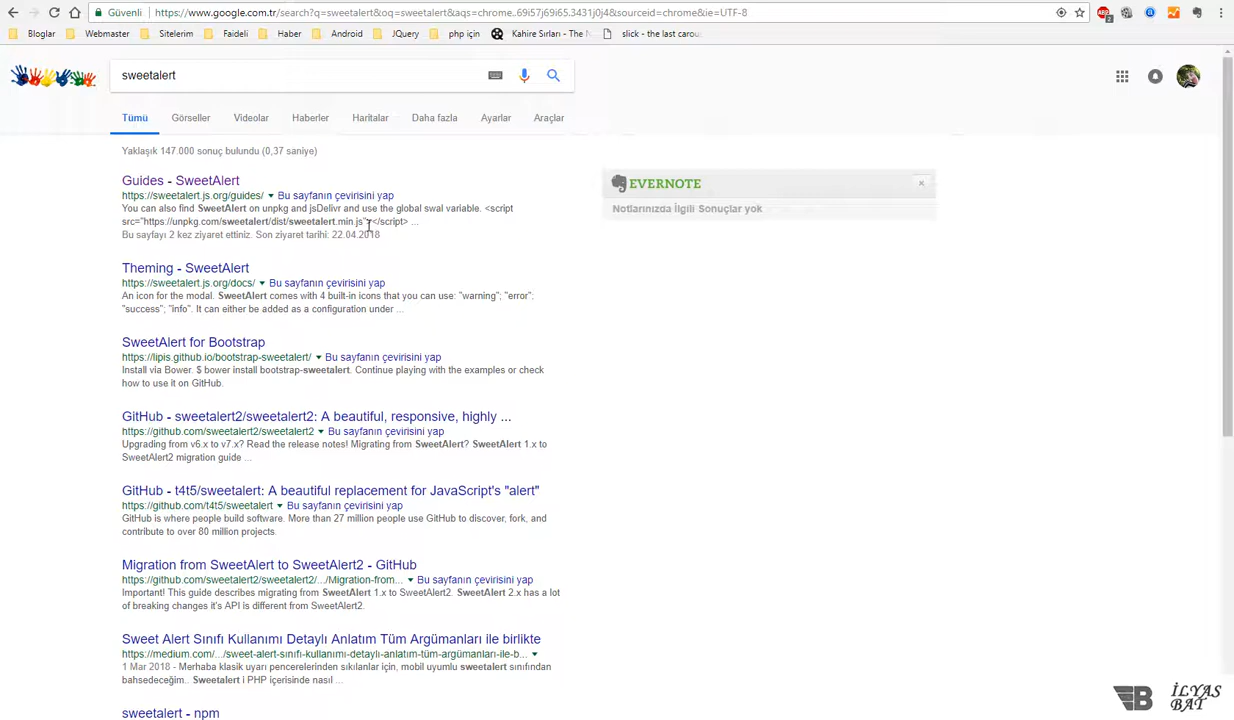 Güvenli https://www.google.com.tr/search?q=sweetalert&oq=sweetalert&aqs=chrome..69i57j69i65.3431j0j4&sourceid=chrome&ie=UTF-8
Bloglar Webmaster Sitelerim Faideli Haber Android JQuery php için Kahire Sırları - The N slick - the last carou
sweetalert
Tümü Görseller Videolar Haberler Haritalar Daha fazla Ayarlar Araçlar
Yaklaşık 147.000 sonuç bulundu (0,37 saniye)
Guides - SweetAlert
https://sweetalert.js.org/guides/ Bu sayfanın çevirisini yap
You can also find SweetAlert on unpkg and jsDelivr and use the global swal variable. <script
src="https://unpkg.com/sweetalert/dist/sweetalert.min.js"></script> ...
Bu sayfayı 2 kez ziyaret ettiniz. Son ziyaret tarihi: 22.04.2018
EVERNOTE
Notlarınızda İlgili Sonuçlar yok
Theming - SweetAlert
https://sweetalert.js.org/docs/ Bu sayfanın çevirisini yap
An icon for the modal. SweetAlert comes with 4 built-in icons that you can use: "warning"; "error";
"success"; "info". It can either be added as a configuration under ...
SweetAlert for Bootstrap
https://lipis.github.io/bootstrap-sweetalert/ Bu sayfanın çevirisini yap
Install via Bower. $ bower install bootstrap-sweetalert. Continue playing with the examples or check
how to use it on GitHub.
GitHub - sweetalert2/sweetalert2: A beautiful, responsive, highly ...
https://github.com/sweetalert2/sweetalert2 Bu sayfanın çevirisini yap
Upgrading from v6.x to v7.x? Read the release notes! Migrating from SweetAlert? SweetAlert 1.x to
SweetAlert2 migration guide ...
GitHub - t4t5/sweetalert: A beautiful replacement for JavaScript's "alert"
https://github.com/t4t5/sweetalert Bu sayfanın çevirisini yap
GitHub is where people build software. More than 27 million people use GitHub to discover, fork, and
contribute to over 80 million projects.
Migration from SweetAlert to SweetAlert2 - GitHub
https://github.com/sweetalert2/sweetalert2/.../Migration-from... Bu sayfanın çevirisini yap
Important! This guide describes migrating from SweetAlert 1.x to SweetAlert2. SweetAlert 2.x has a lot
of breaking changes it's API is different from SweetAlert2.
Sweet Alert Sınıfı Kullanımı Detaylı Anlatım Tüm Argümanları ile birlikte
https://medium.com/.../sweet-alert-sınıfı-kullanımı-detaylı-anlatım-tüm-argümanları-ile-b...
1 Mar 2018 - Merhaba klasik uyarı pencerelerinden sıkılanlar için, mobil uyumlu sweetalert sınıfından
bahsedeceğim.. Sweetalert i PHP içerisinde nasıl ...
sweetalert - npm
İLYAS
BAT